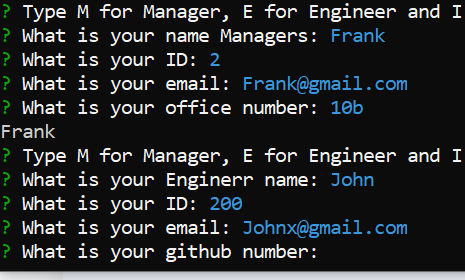 ? Type M for Manager, E for Engineer and I
? What is your name Managers: Frank
? What is your ID: 2
? What is your email: Frank@gmail.com
? What is your office number: 10b
Frank
? Type M for Manager, E for Engineer and I
? What is your Enginerr name: John
? What is your ID: 200
? What is your email: Johnx@gmail.com
? What is your github number: